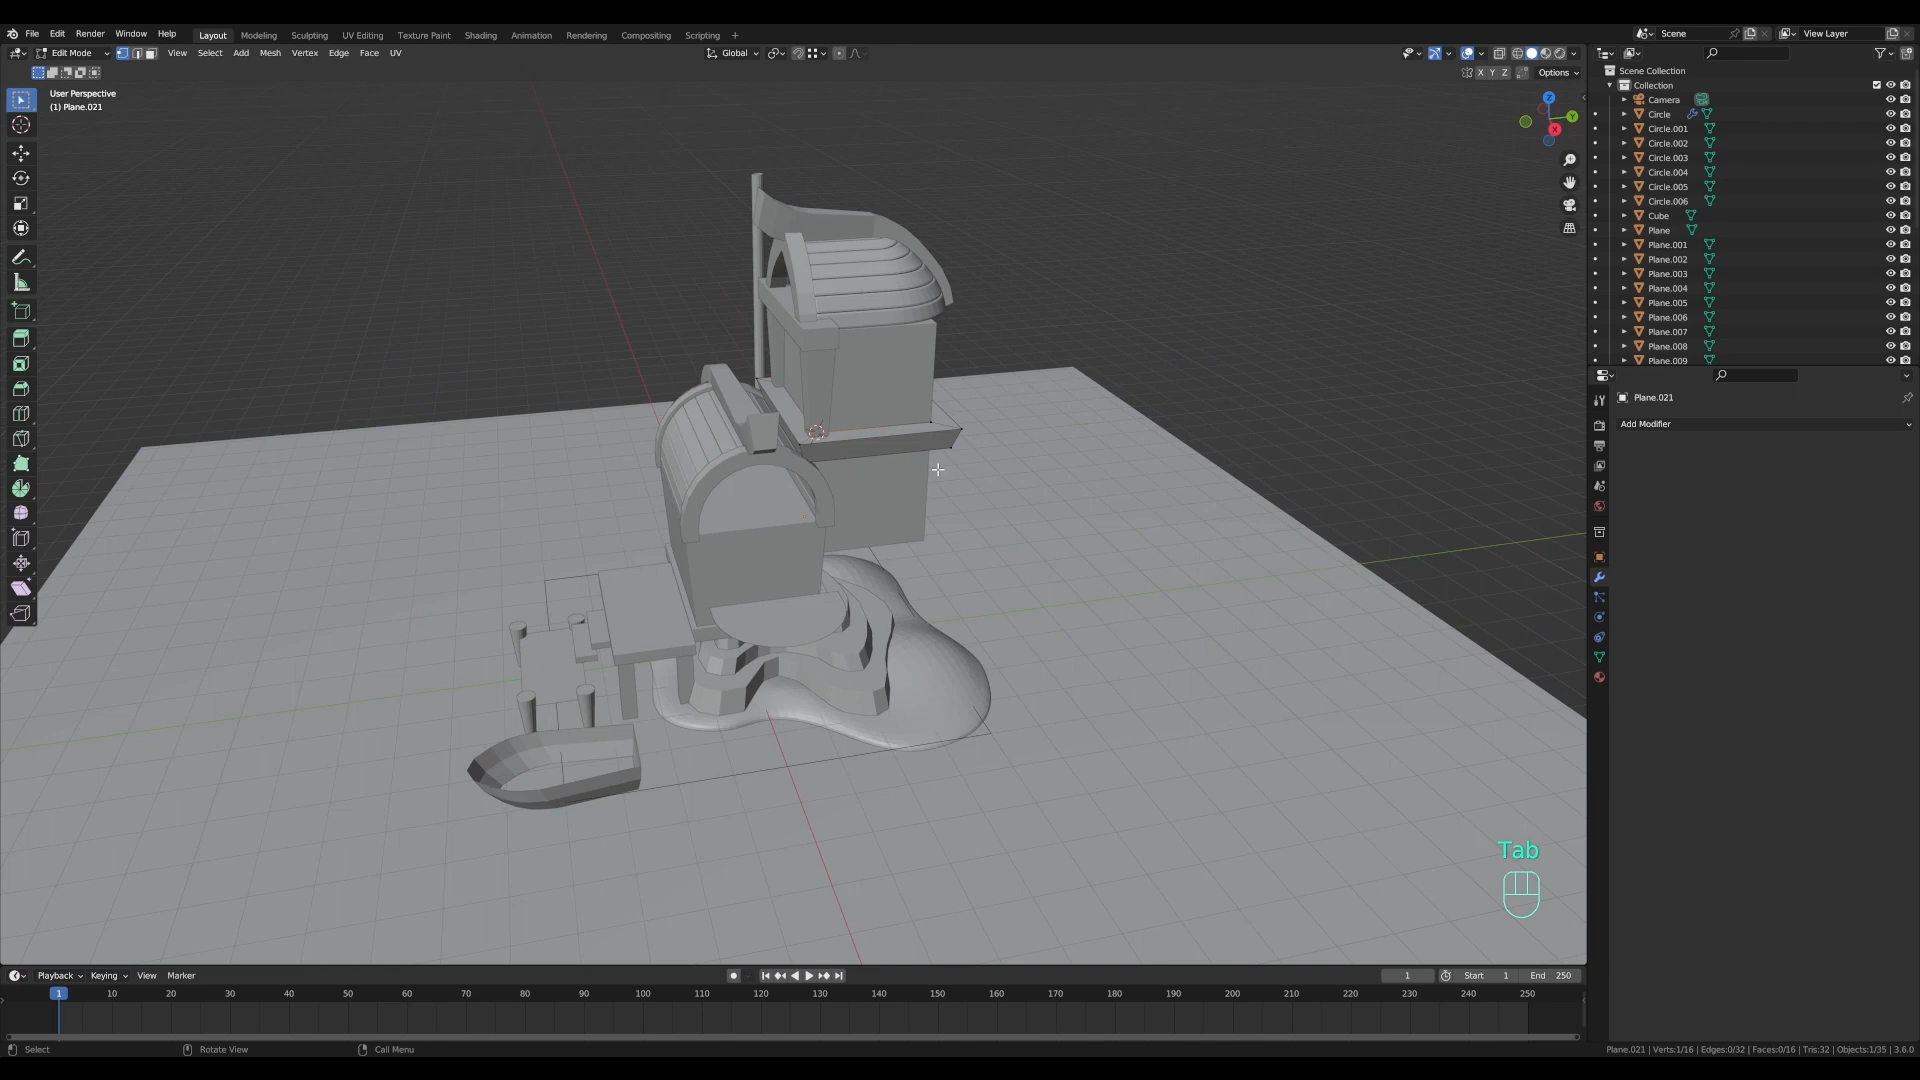 File Edit Render Window Help Layout Modeling Sculpting UV Editing Texture Paint Shading Animation Rendering Compositing Scripting + Scene View Layer
Edit Mode View Select Add Mesh Vertex Edge Face UV Global
X Y Z Options
User Perspective
(1) Plane.021
Z
Y
X
Scene Collection
Collection
Camera
Circle
Circle.001
Circle.002
Circle.003
Circle.004
Circle.005
Circle.006
Cube
Plane
Plane.001
Plane.002
Plane.003
Plane.004
Plane.005
Plane.006
Plane.007
Plane.008
Plane.009
Plane.021
Add Modifier
Tab
Playback Keying View Marker 1 Start 1 End 250
1 10 20 30 40 50 60 70 80 90 100 110 120 130 140 150 160 170 180 190 200 210 220 230 240 250
Select Rotate View Call Menu Plane.021 | Verts:1/16 | Edges:0/32 | Faces:0/16 | Tris:32 | Objects:1/35 | 3.6.0